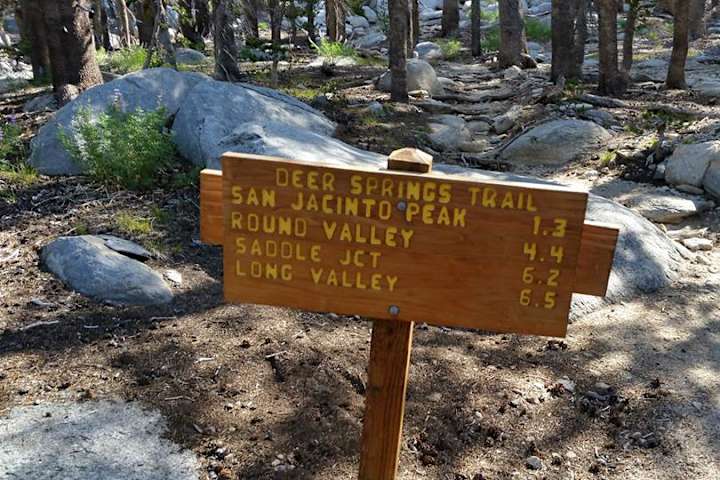 DEER SPRINGS TRAIL
SAN JACINTO PEAK 1.3
ROUND VALLEY 4.4
SADDLE JCT 6.2
LONG VALLEY 6.5